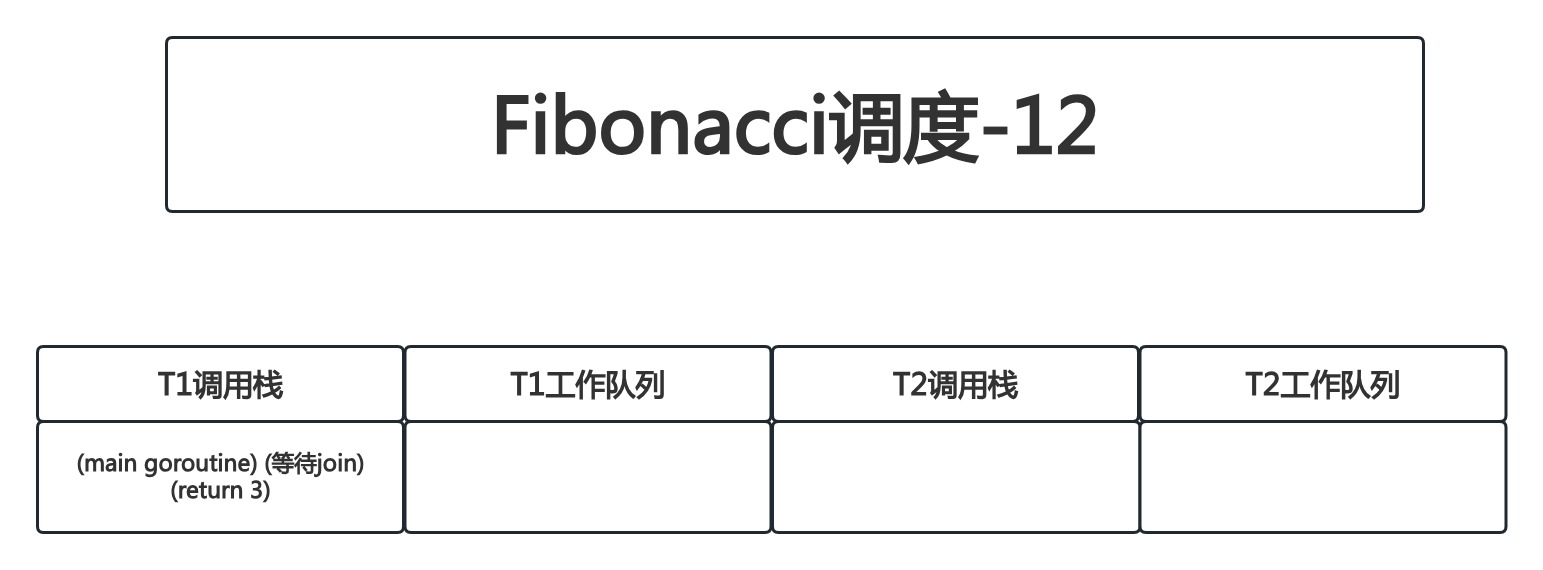 Fibonacci调度-12
T1调用栈
T1工作队列
T2调用栈
T2工作队列
(main goroutine) (等待join)
(return 3)